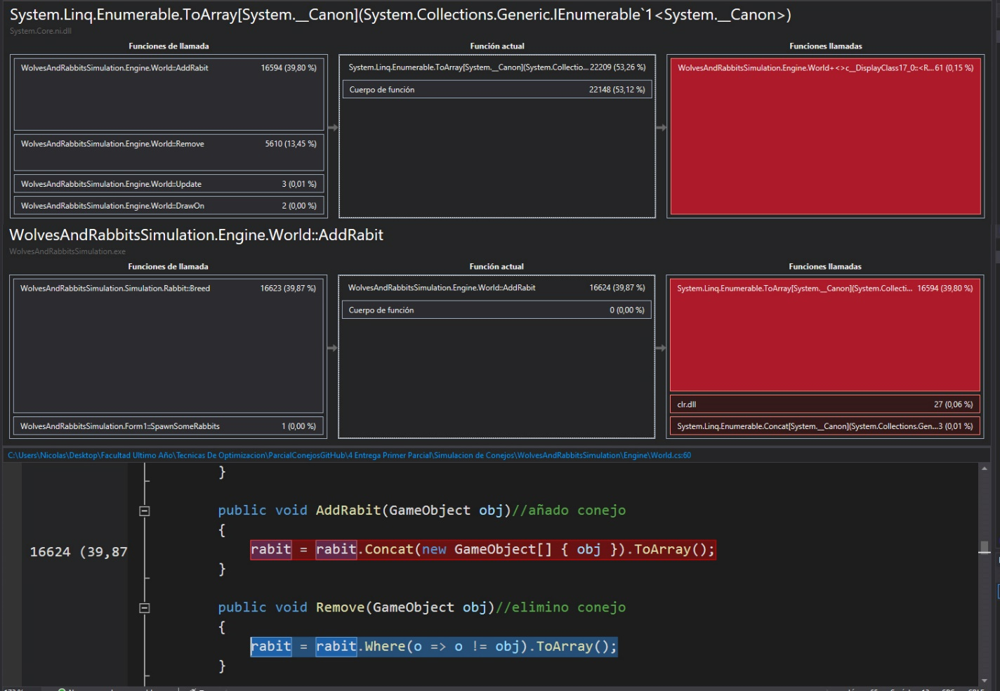 System.Linq.Enumerable.ToArray[System.__Canon](System.Collections.Generic.IEnumerable`1<System.__Canon>)
System.Core.ni.dll
Funciones de llamada
Función actual
Funciones llamadas
WolvesAndRabbitsSimulation.Engine.World::AddRabit 16594 (39,80 %)
System.Linq.Enumerable.ToArray[System.__Canon](System.Collectio... 22209 (53,26 %)
WolvesAndRabbitsSimulation.Engine.World+<>c__DisplayClass17_0::<R...61 (0,15 %)
Cuerpo de función 22148 (53,12 %)
WolvesAndRabbitsSimulation.Engine.World::Remove 5610 (13,45 %)
WolvesAndRabbitsSimulation.Engine.World::Update 3 (0,01 %)
WolvesAndRabbitsSimulation.Engine.World::DrawOn 2 (0,00 %)
WolvesAndRabbitsSimulation.Engine.World::AddRabit
WolvesAndRabbitsSimulation.exe
Funciones de llamada
Función actual
Funciones llamadas
WolvesAndRabbitsSimulation.Simulation.Rabbit::Breed 16623 (39,87 %)
WolvesAndRabbitsSimulation.Engine.World::AddRabit 16624 (39,87 %)
System.Linq.Enumerable.ToArray[System.__Canon](System.Collecti... 16594 (39,80 %)
Cuerpo de función 0 (0,00 %)
clr.dll 27 (0,06 %)
WolvesAndRabbitsSimulation.Form1::SpawnSomeRabbits 1 (0,00 %)
System.Linq.Enumerable.Concat[System.__Canon](System.Collections.Gen...3 (0,01 %)
C:\Users\Nicolas\Desktop\Facultad Ultimo Año\Tecnicas De Optimizacion\ParcialConejosGitHub\4 Entrega Primer Parcial\Simulacion de Conejos\WolvesAndRabbitsSimulation\Engine\World.cs:60
}
public void AddRabit(GameObject obj)//añado conejo
{
16624 (39,87 rabit = rabit.Concat(new GameObject[] { obj }).ToArray();
}
public void Remove(GameObject obj)//elimino conejo
{
rabit = rabit.Where(o => o != obj).ToArray();
}